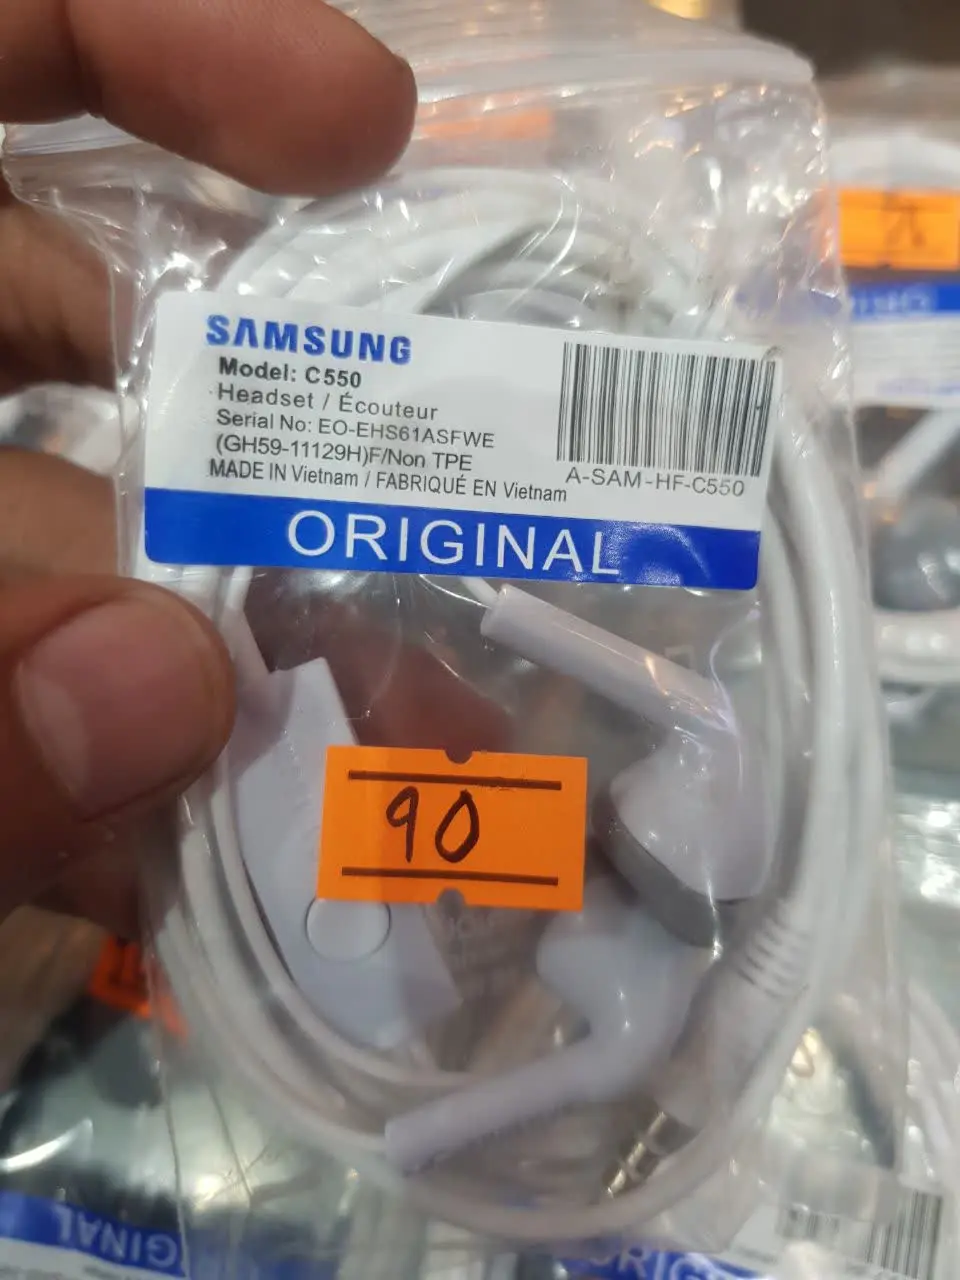 SAMSUNG
Model: C550
Headset / Écouteur
Serial No: EO-EHS61ASFWE
(GH59-11129H)F/Non TPE
MADE IN Vietnam / FABRIQUÉ EN Vietnam
A-SAM-HF-C550
ORIGINAL
90